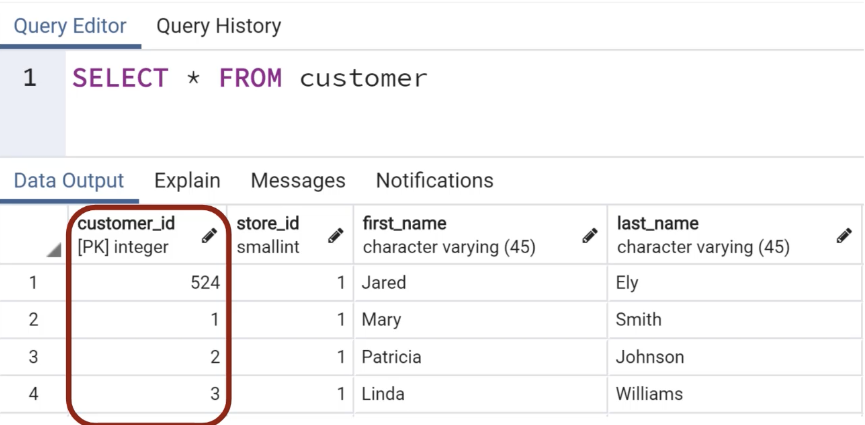 Query Editor Query History
1 SELECT * FROM customer
Data Output Explain Messages Notifications
customer_id store_id first_name last_name
[PK] integer smallint character varying (45) character varying (45)
1 524 1 Jared Ely
2 1 1 Mary Smith
3 2 1 Patricia Johnson
4 3 1 Linda Williams